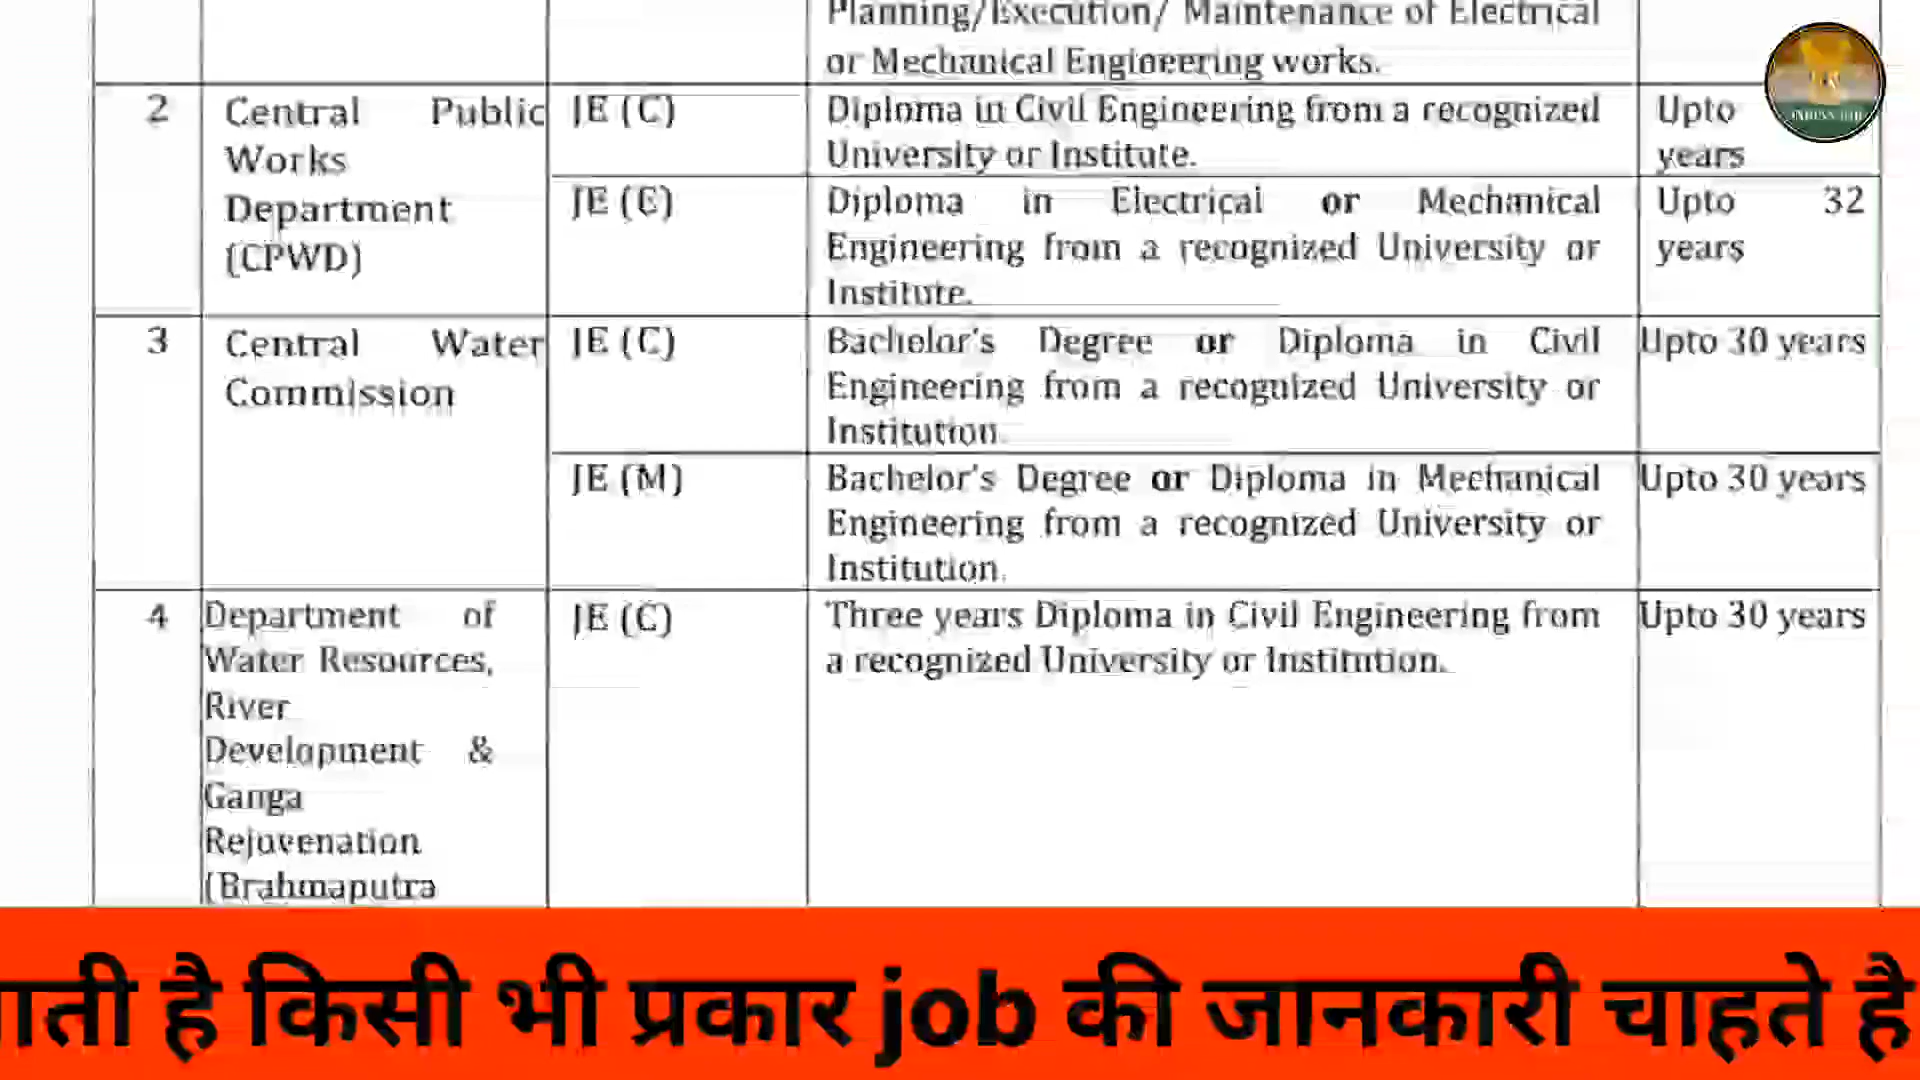 Planning/Execution/ Maintenance of Electrical
or Mechanical Engineering works.
2
Central Public
Works
Department
(CPWD)
JE (C)
Diploma in Civil Engineering from a recognized
University or Institute.
Upto
years
JE (E)
Diploma in Electrical or Mechanical
Engineering from a recognized University or
Institute.
Upto 32
years
3
Central Water
Commission
JE (C)
Bachelor's Degree or Diploma in Civil
Engineering from a recognized University or
Institution.
Upto 30 years
JE (M)
Bachelor's Degree or Diploma in Mechanical
Engineering from a recognized University or
Institution.
Upto 30 years
4
Department of
Water Resources,
River
Development &
Ganga
Rejuvenation
(Brahmaputra
JE (C)
Three years Diploma in Civil Engineering from
a recognized University or Institution.
Upto 30 years
है किसी भी प्रकार job की जानकारी चाहते है